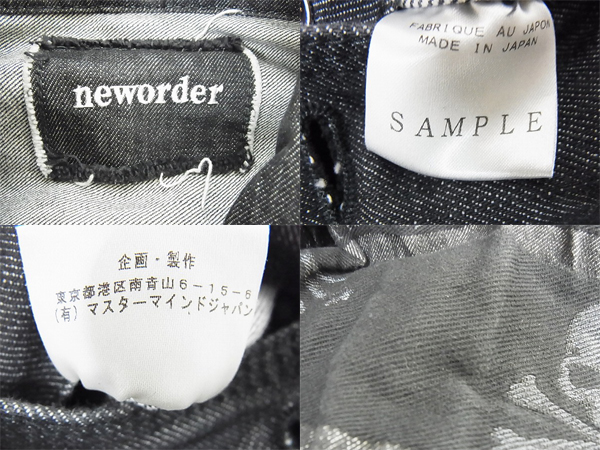 neworder
FABRIQUÉ AU JAPON
MADE IN JAPAN
SAMPLE
企画・製作
東京都港区南青山6-15-6
(有) マスターマインドジャパン